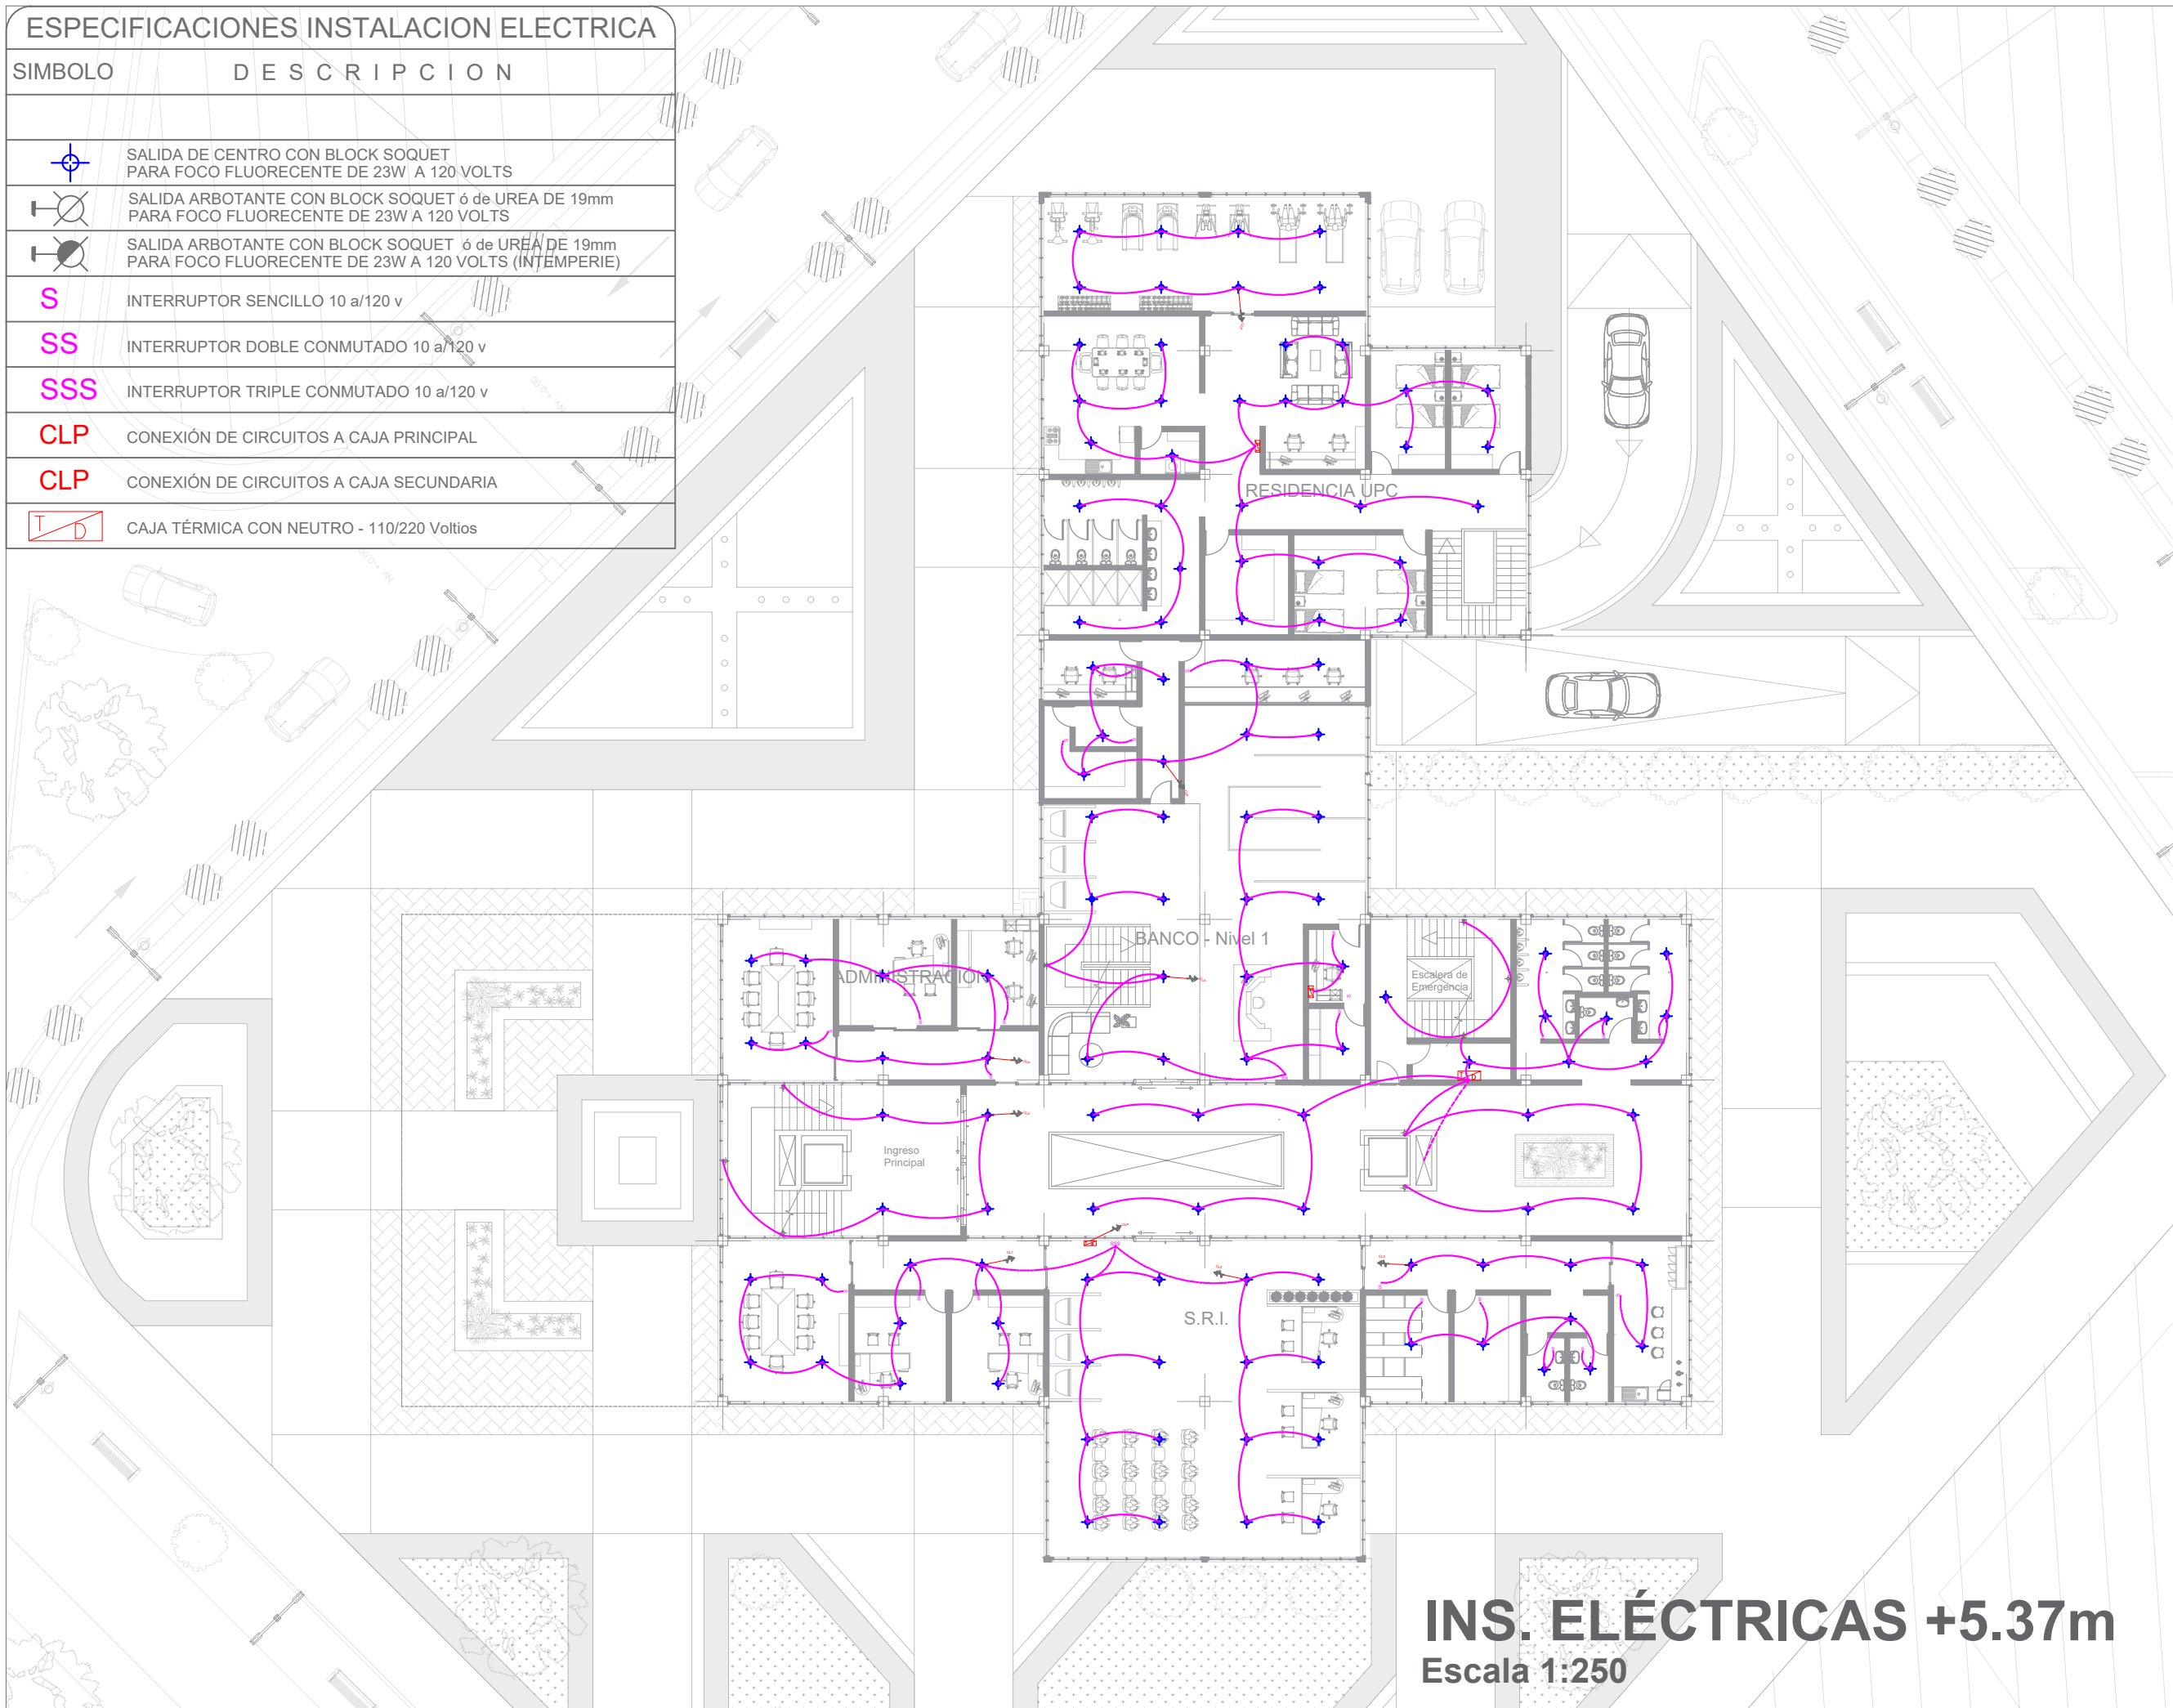 ESPECIFICACIONES INSTALACION ELECTRICA
SIMBOLO DESCRIPCION
SALIDA DE CENTRO CON BLOCK SOQUET
PARA FOCO FLUORECENTE DE 23W A 120 VOLTS
SALIDA ARBOTANTE CON BLOCK SOQUET ó de UREA DE 19mm
PARA FOCO FLUORECENTE DE 23W A 120 VOLTS
SALIDA ARBOTANTE CON BLOCK SOQUET ó de UREA DE 19mm
PARA FOCO FLUORECENTE DE 23W A 120 VOLTS (INTEMPERIE)
S INTERRUPTOR SENCILLO 10 a/120 v
SS INTERRUPTOR DOBLE CONMUTADO 10 a/120 v
SSS INTERRUPTOR TRIPLE CONMUTADO 10 a/120 v
CLP CONEXIÓN DE CIRCUITOS A CAJA PRINCIPAL
CLP CONEXIÓN DE CIRCUITOS A CAJA SECUNDARIA
T D CAJA TÉRMICA CON NEUTRO - 110/220 Voltios
RESIDENCIA UPC
BANCO - Nivel 1
ADMINISTRACIÓN
Escalera de
Emergencia
Ingreso
Principal
S.R.I.
INS. ELÉCTRICAS +5.37m
Escala 1:250